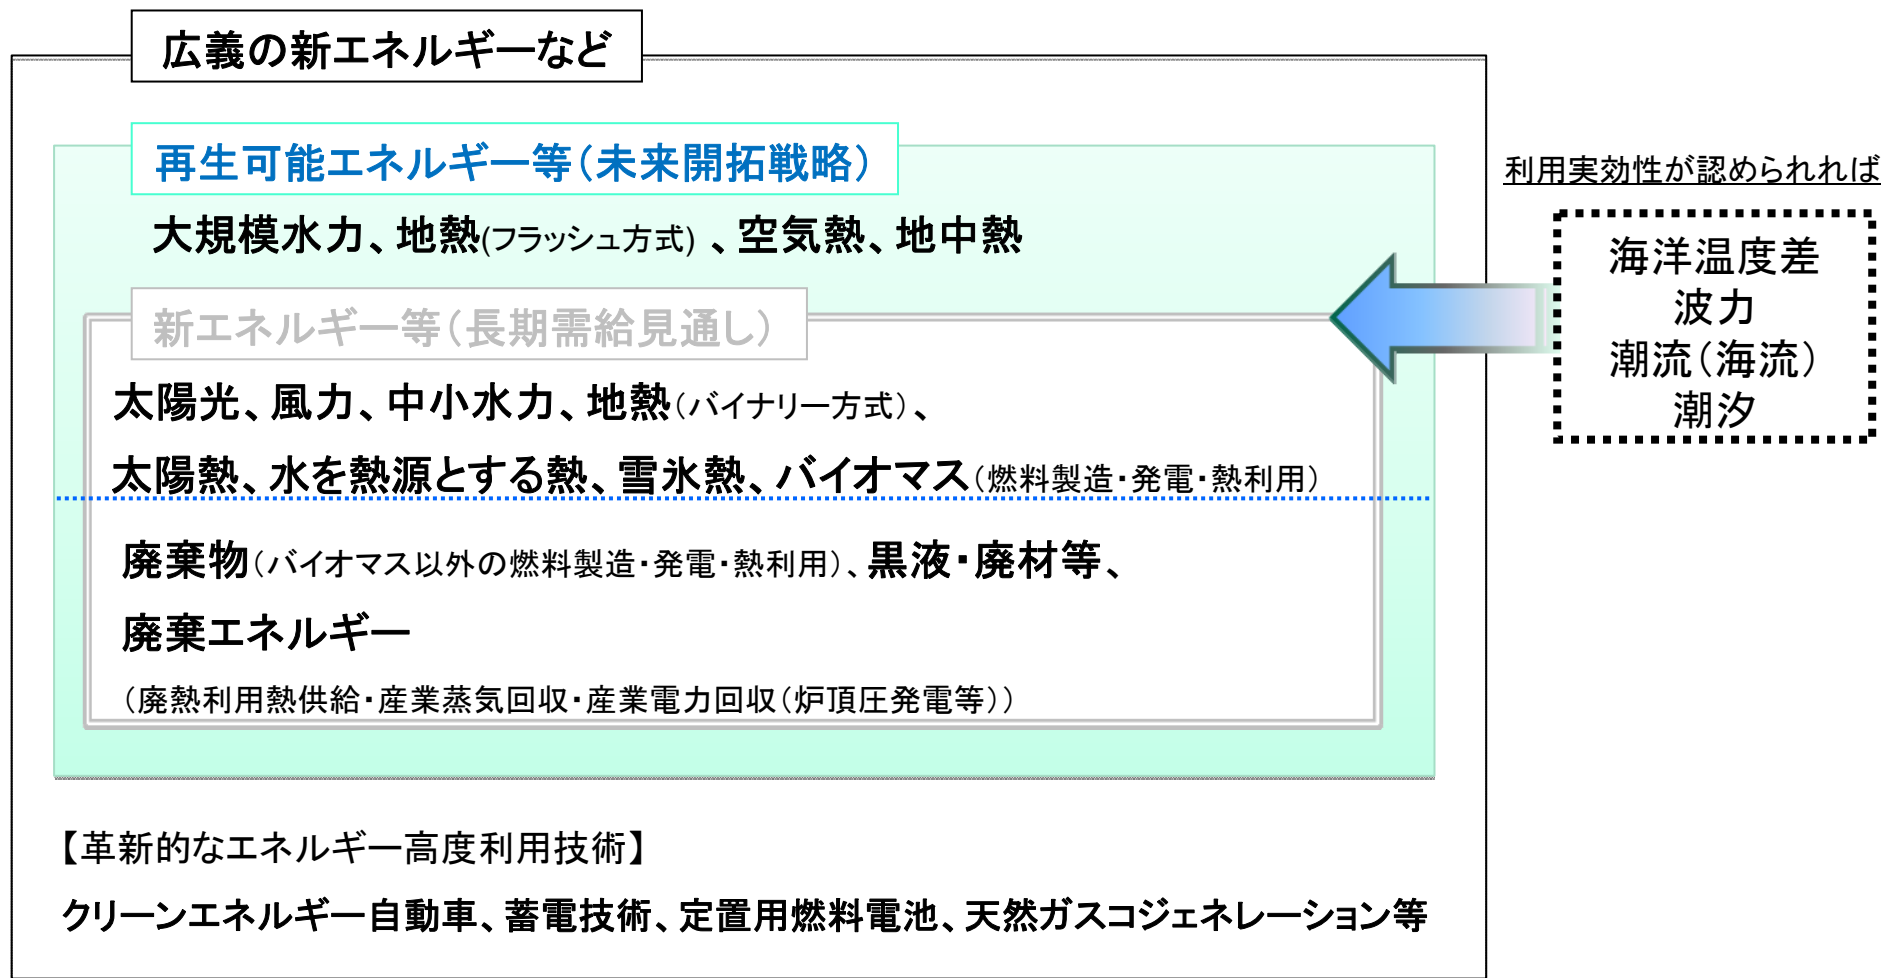 広義の新エネルギーなど
再生可能エネルギー等(未来開拓戦略)
大規模水力、地熱(フラッシュ方式) 、空気熱、地中熱
新エネルギー等(長期需給見通し)
太陽光、風力、中小水力、地熱(バイナリー方式)、
太陽熱、水を熱源とする熱、雪氷熱、バイオマス(燃料製造・発電・熱利用)
廃棄物(バイオマス以外の燃料製造・発電・熱利用)、黒液・廃材等、
廃棄エネルギー
(廃熱利用熱供給・産業蒸気回収・産業電力回収(炉頂圧発電等))
【革新的なエネルギー高度利用技術】
クリーンエネルギー自動車、蓄電技術、定置用燃料電池、天然ガスコジェネレーション等
利用実効性が認められれば
海洋温度差
波力
潮流(海流)
潮汐